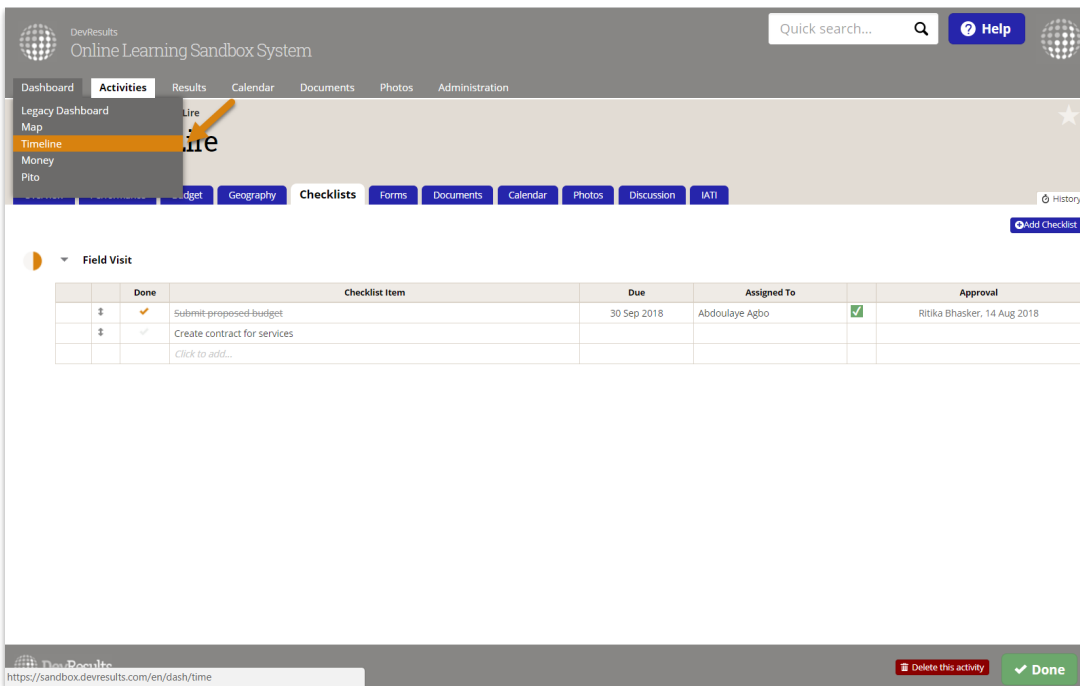 DevResults
Online Learning Sandbox System
Quick search...
Help
Dashboard Activities Results Calendar Documents Photos Administration
Legacy Dashboard
Map
Timeline
Money
Pito
Lire
Lire
Geography Checklists Forms Documents Calendar Photos Discussion IATI
History
Add Checklist
Field Visit
Done Checklist Item Due Assigned To Approval
Submit proposed budget 30 Sep 2018 Abdoulaye Agbo Ritika Bhasker, 14 Aug 2018
Create contract for services
Click to add...
DevResults
https://sandbox.devresults.com/en/dash/time
Delete this activity
Done